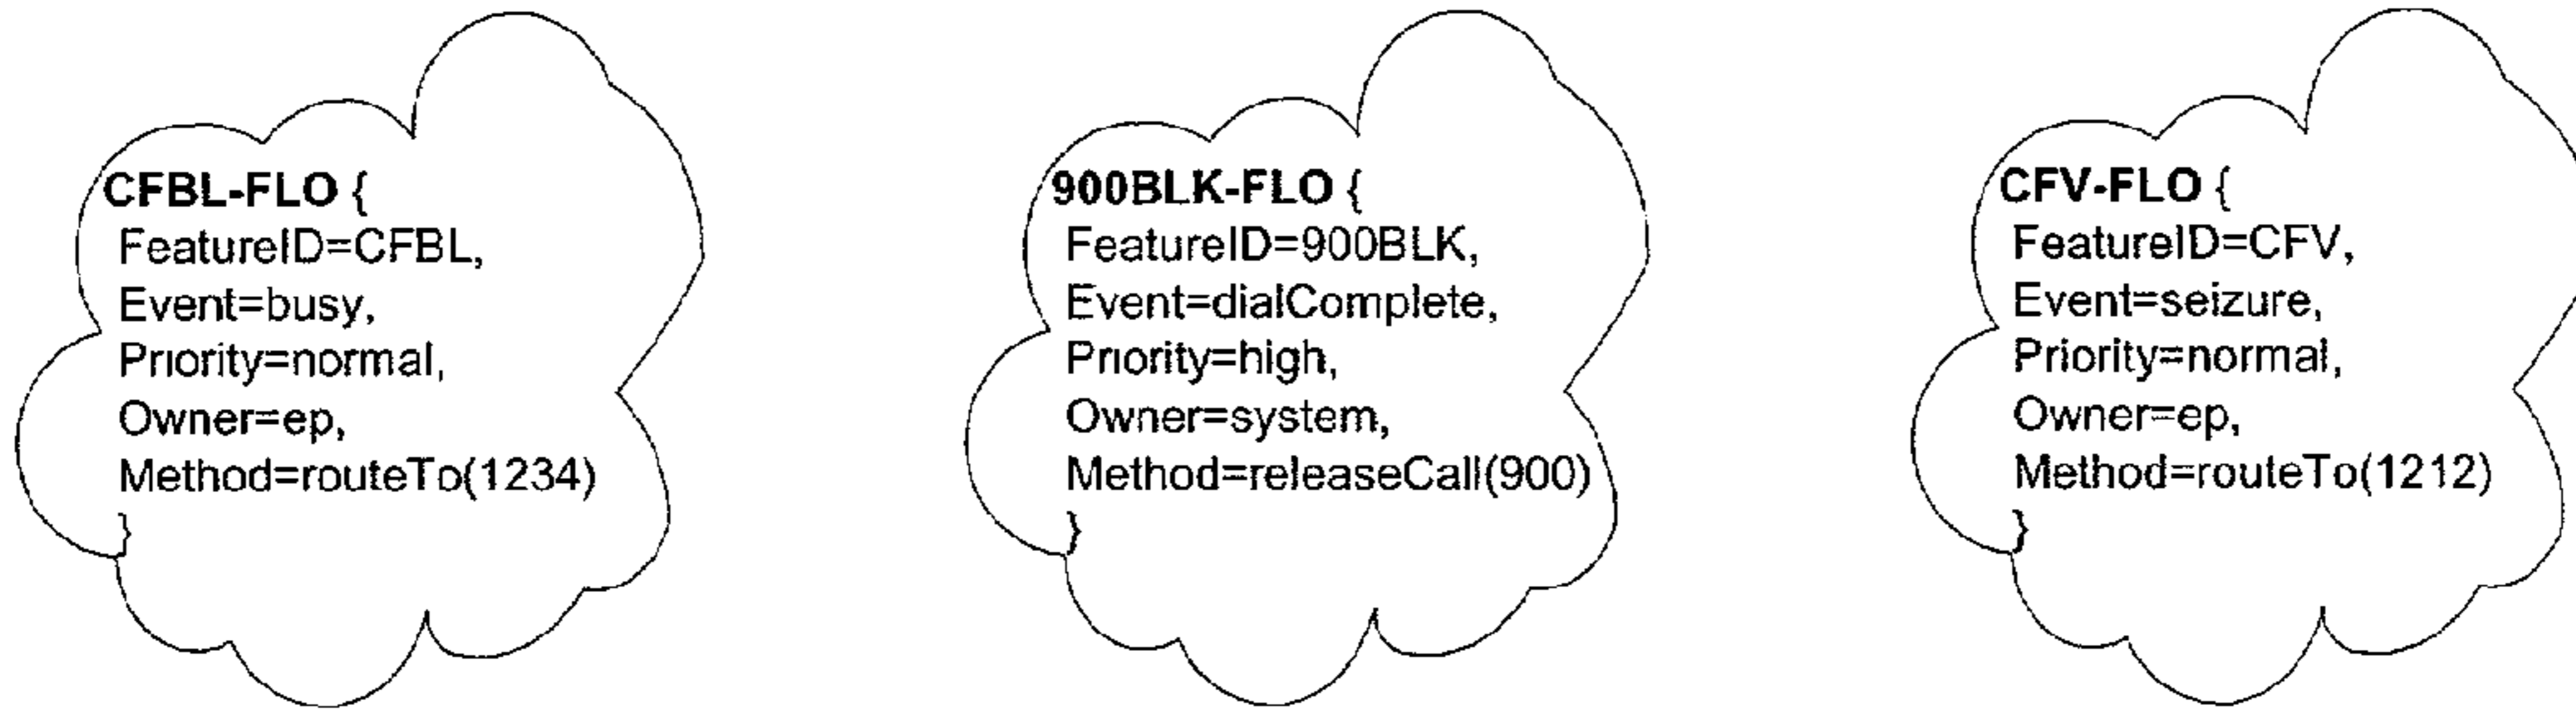 CFBL-FLO {
FeatureID=CFBL,
Event=busy,
Priority=normal,
Owner=ep,
Method=routeTo(1234)
}
900BLK-FLO {
FeatureID=900BLK,
Event=dialComplete,
Priority=high,
Owner=system,
Method=releaseCall(900)
}
CFV-FLO {
FeatureID=CFV,
Event=seizure,
Priority=normal,
Owner=ep,
Method=routeTo(1212)
}